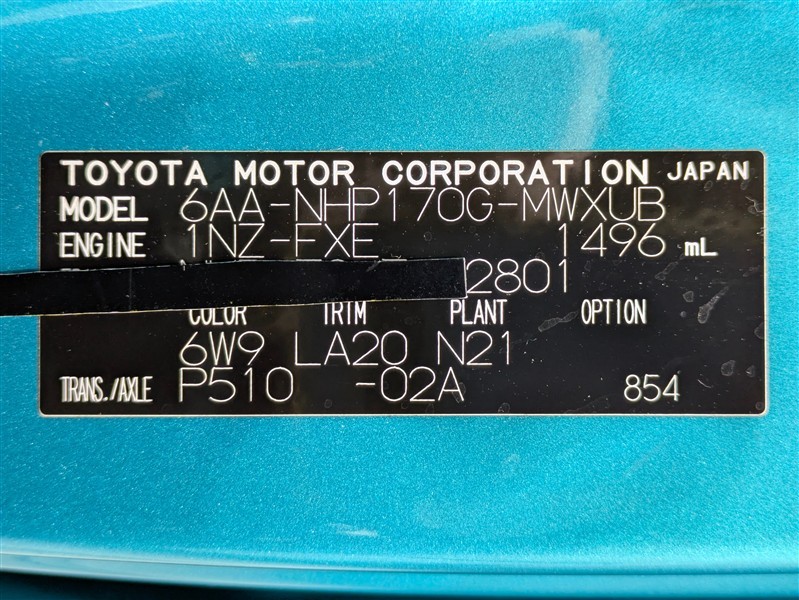 TOYOTA MOTOR CORPORATION JAPAN
MODEL 6AA-NHP170G-MWXUB
ENGINE 1NZ-FXE 1496 mL
2801
COLOR TRIM PLANT OPTION
6W9 LA20 N21
TRANS./AXLE P510 -02A 854